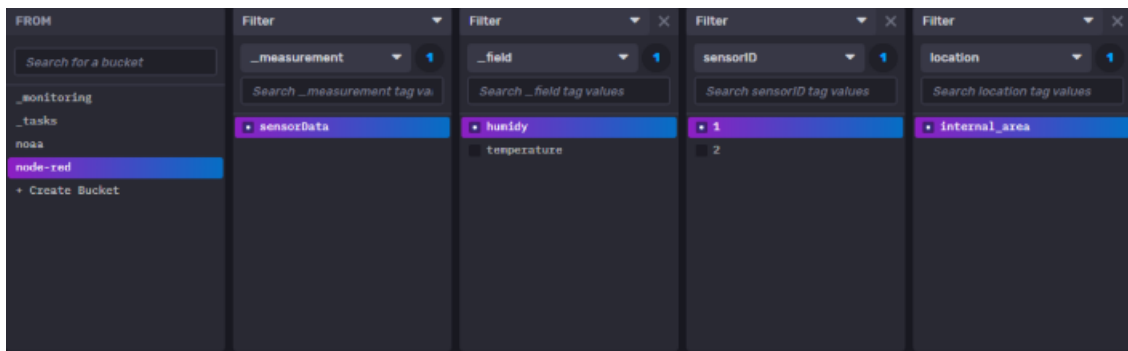 FROM
Search for a bucket
_monitoring
_tasks
noaa
node-red
+ Create Bucket
Filter
_measurement 1
Search _measurement tag va
sensorData
Filter
_field 1
Search _field tag values
humidy
temperature
Filter
sensorID 1
Search sensorID tag values
1
2
Filter
location 1
Search location tag values
internal_area